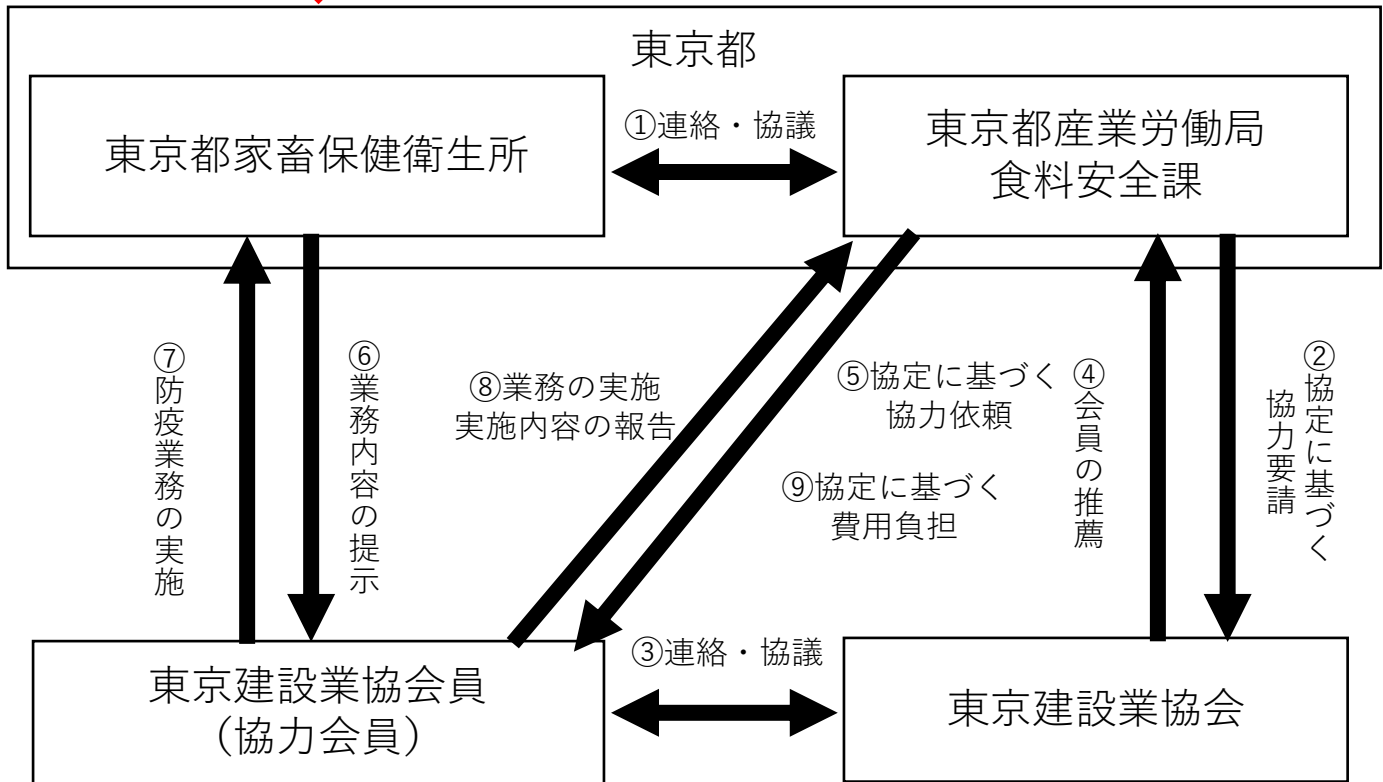 東京都
東京都家畜保健衛生所
①連絡・協議
東京都産業労働局
食料安全課
⑦防疫業務の実施
⑥業務内容の提示
⑧業務の実施
実施内容の報告
⑤協定に基づく
協力依頼
⑨協定に基づく
費用負担
④会員の推薦
②協定に基づく
協力要請
東京建設業協会員
（協力会員）
③連絡・協議
東京建設業協会